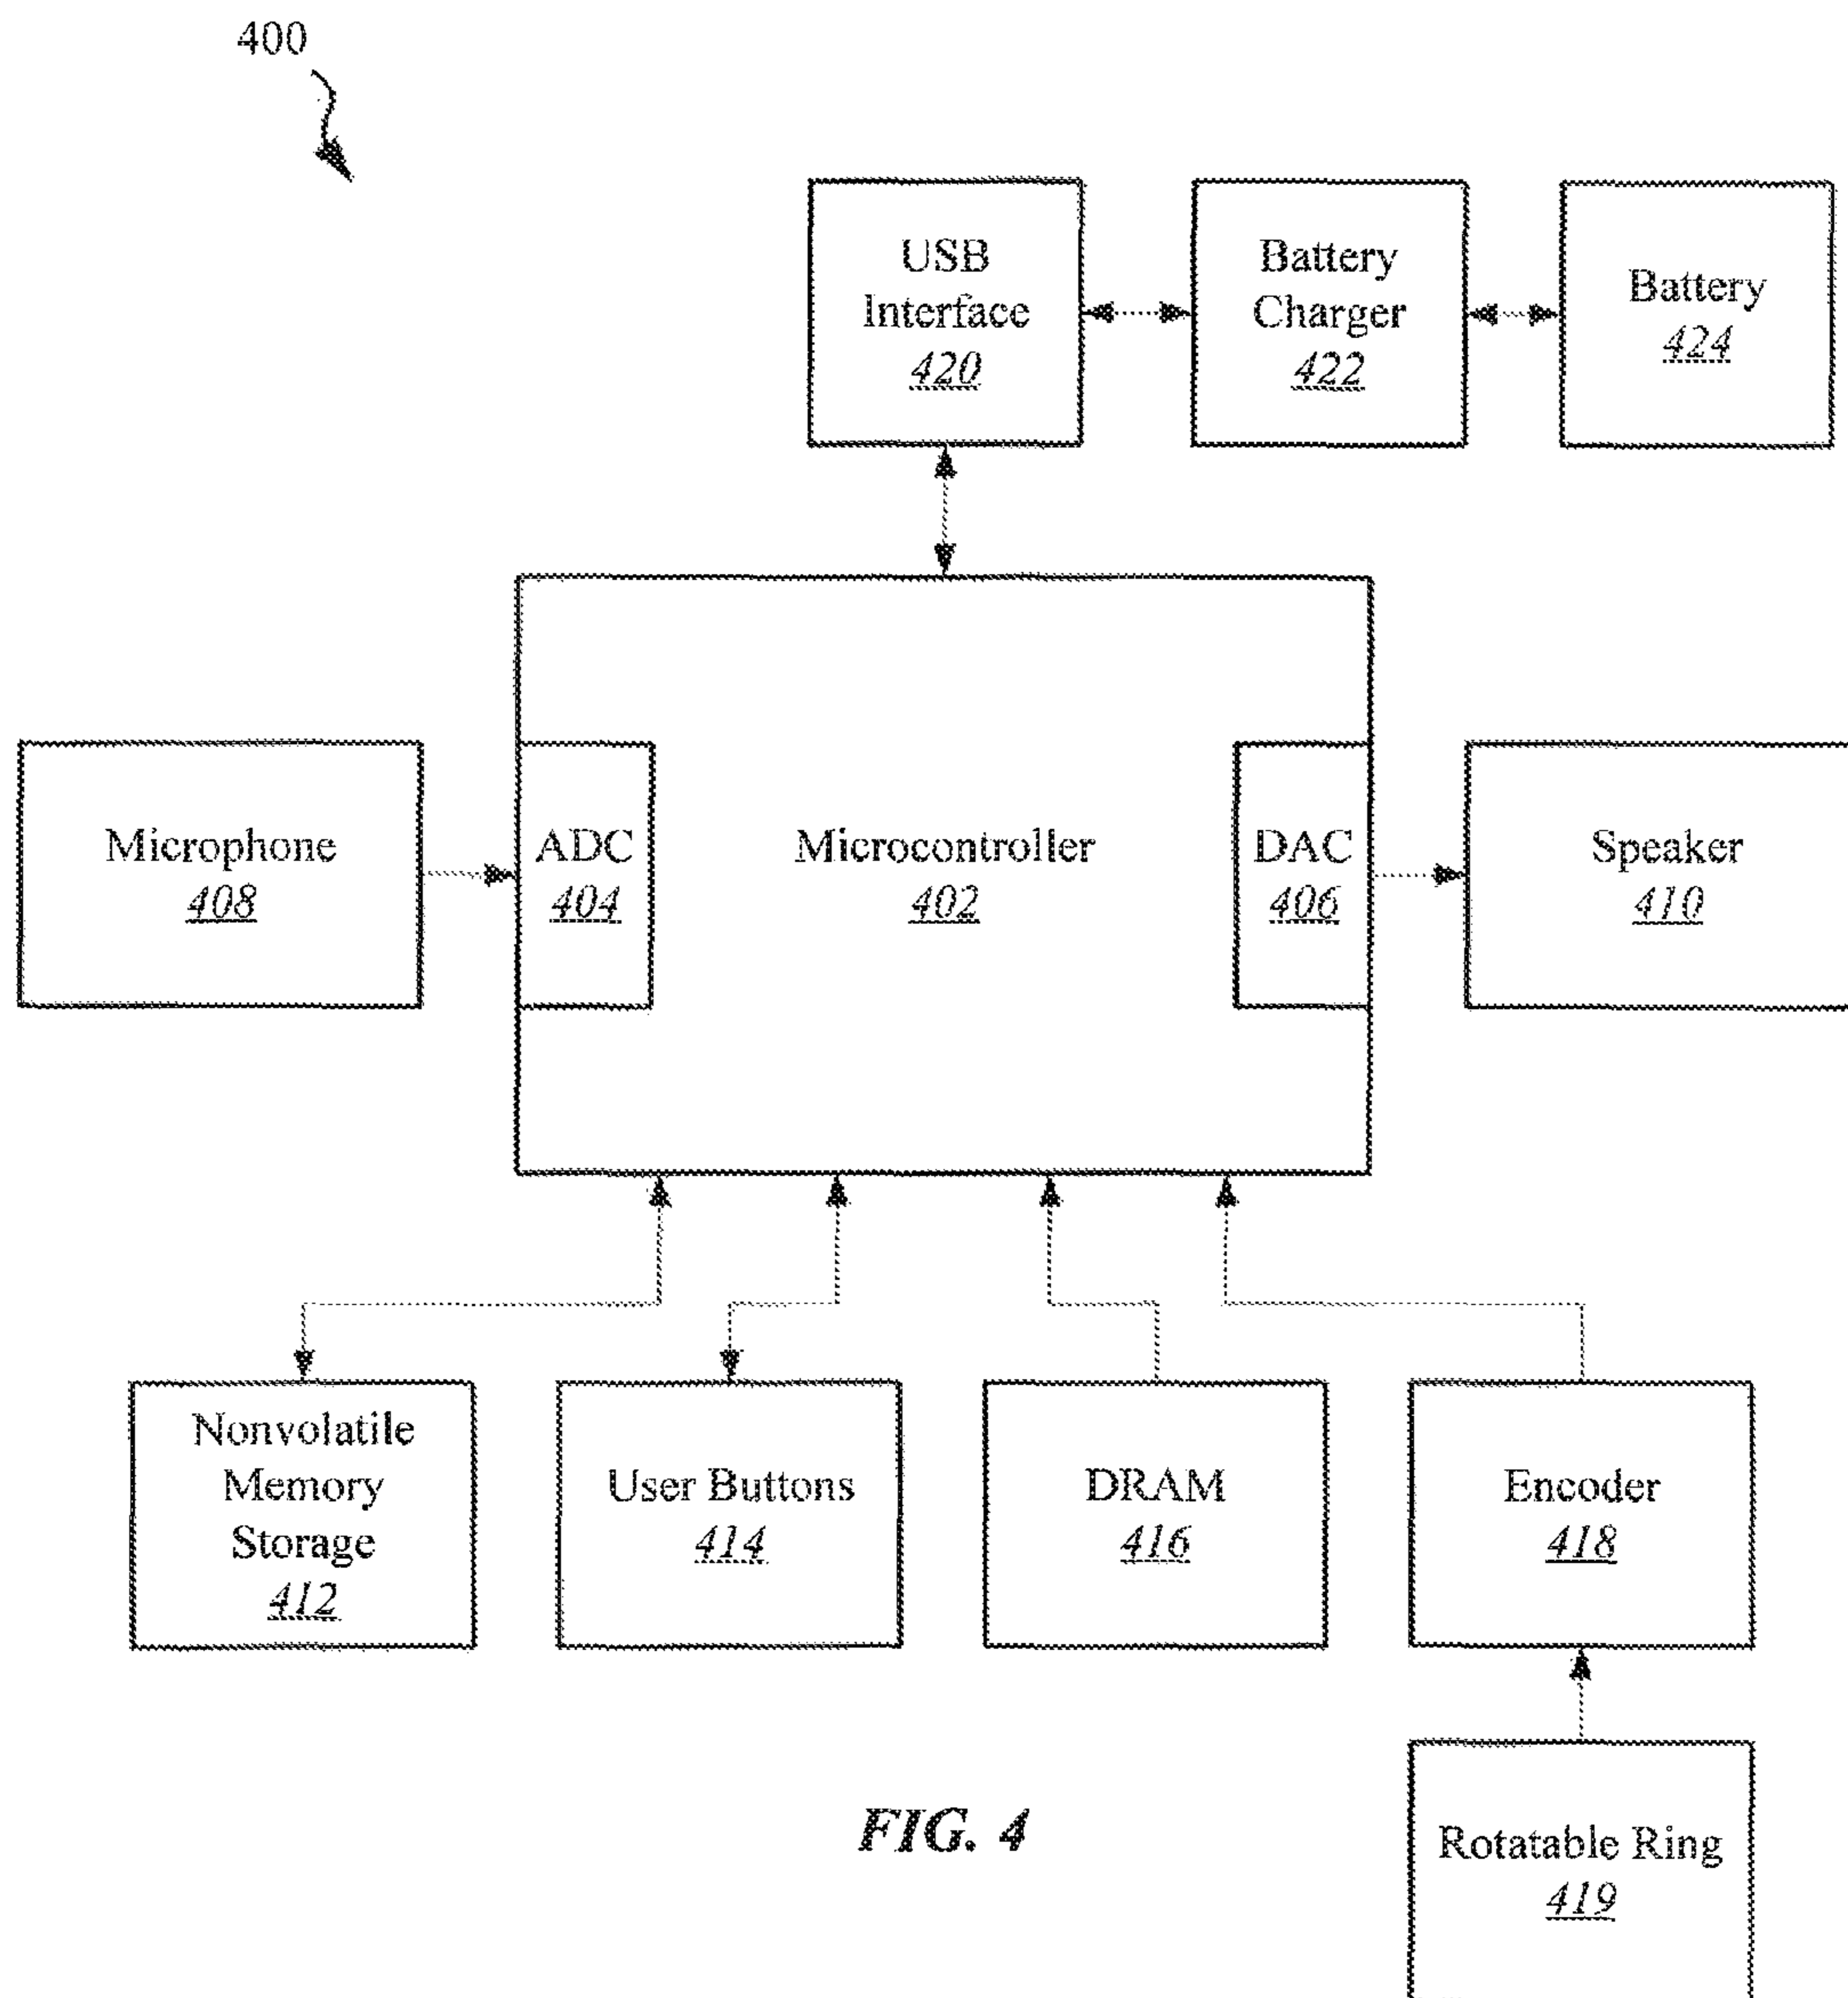 400
USB
Interface
420
Battery
Charger
422
Battery
424
Microphone
408
ADC
404
Microcontroller
402
DAC
406
Speaker
410
Nonvolatile
Memory
Storage
412
User Buttons
414
DRAM
416
Encoder
418
Rotatable Ring
419
FIG. 4